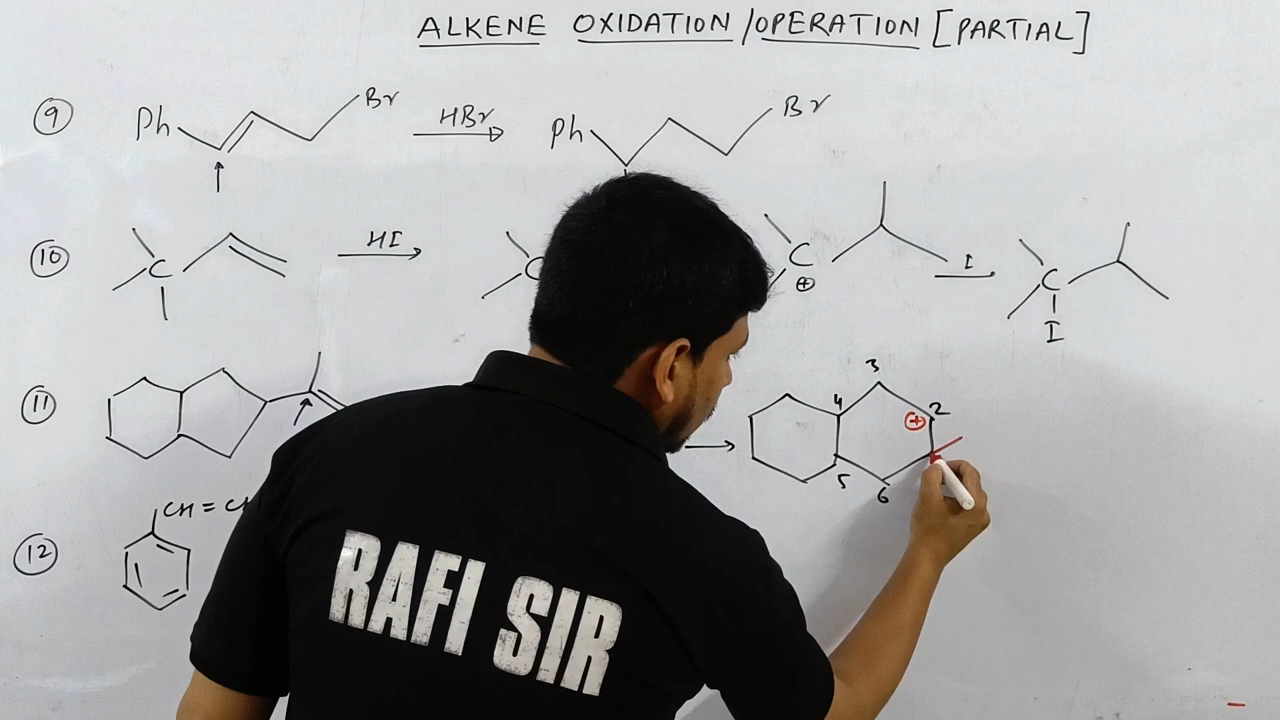 ALKENE OXIDATION/OPERATION [PARTIAL]
9 Ph Br HBr Ph Br
10 C HI C C ⊕ I C I
11 3 4 2 ⊕ 5 6
12 CH=CH
RAFI SIR